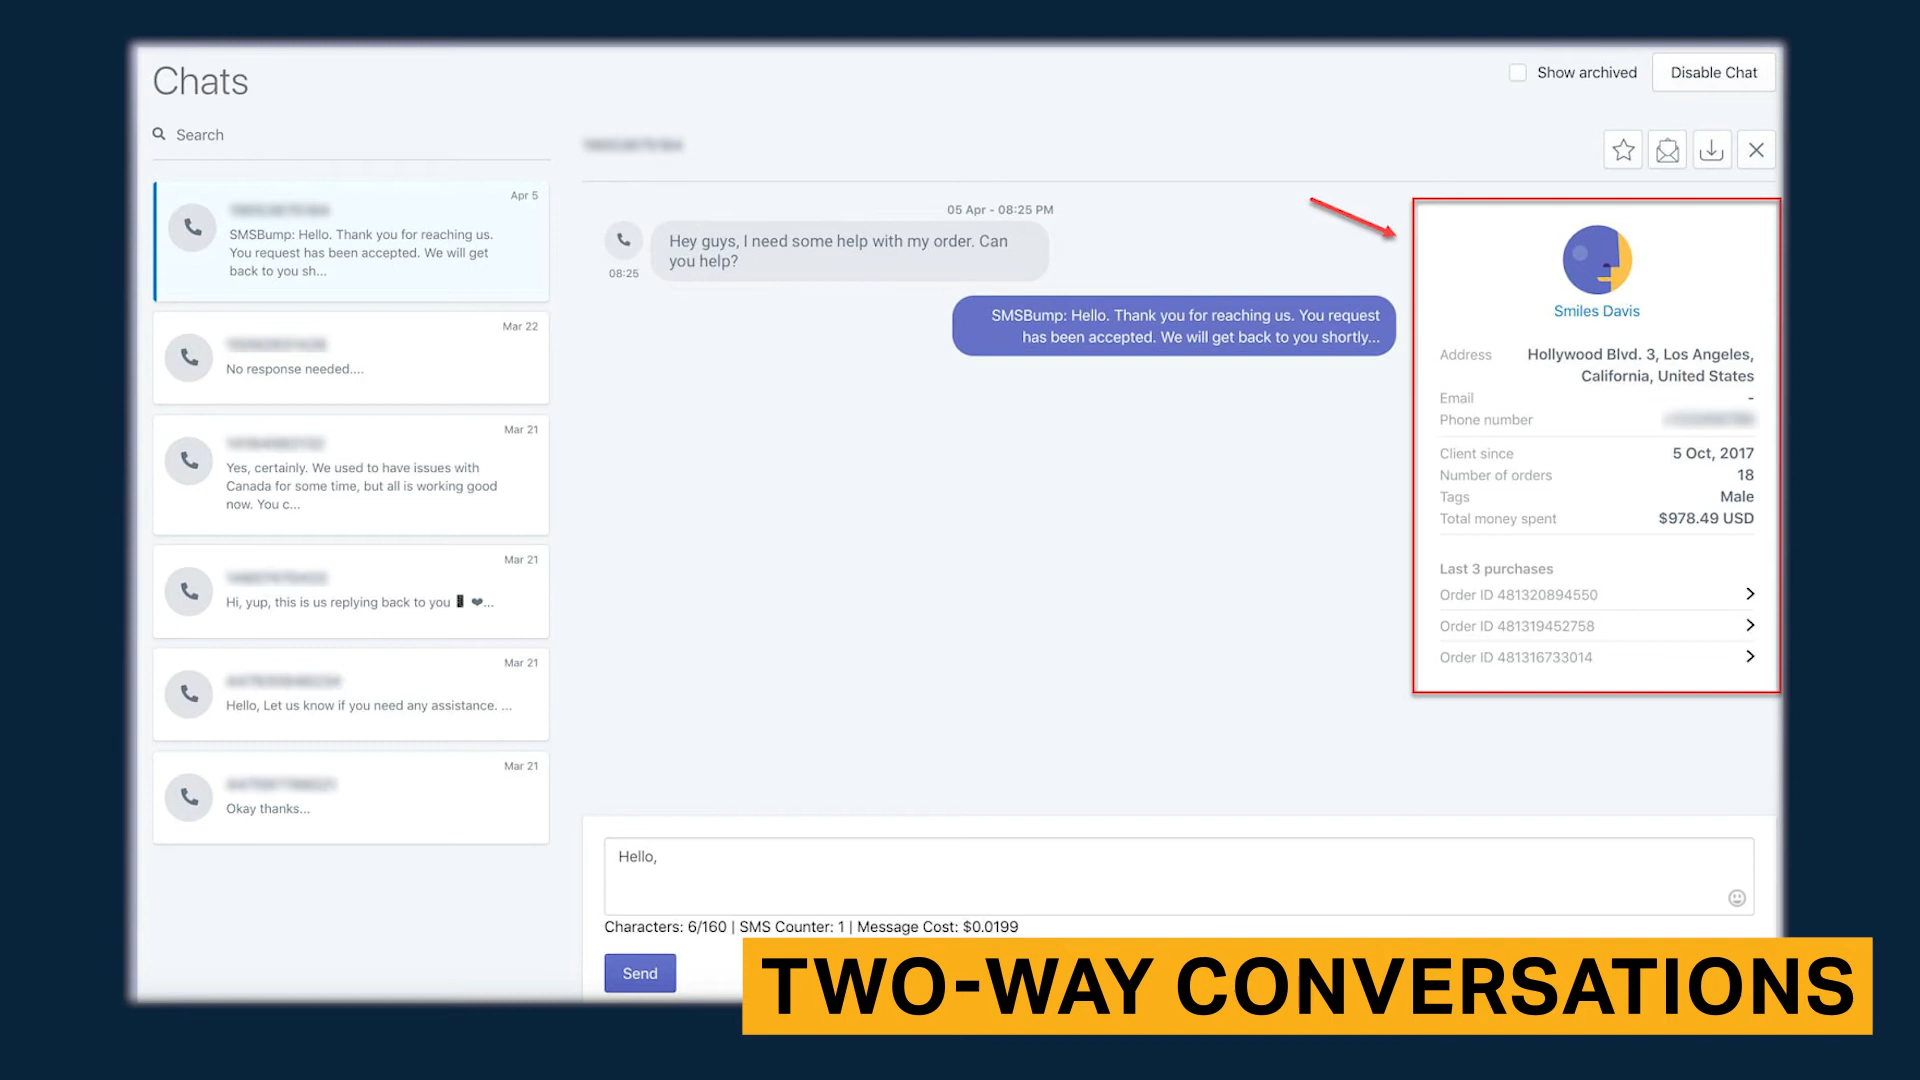 Chats
Show archived
Disable Chat
Search
Apr 5
SMSBump: Hello. Thank you for reaching us.
You request has been accepted. We will get
back to you sh...
Mar 22
No response needed....
Mar 21
Yes, certainly. We used to have issues with
Canada for some time, but all is working good
now. You c...
Mar 21
Hi, yup, this is us replying back to you 📱 ❤...
Mar 21
Hello, Let us know if you need any assistance. ...
Mar 21
Okay thanks...
05 Apr - 08:25 PM
Hey guys, I need some help with my order. Can
you help?
08:25
SMSBump: Hello. Thank you for reaching us. You request
has been accepted. We will get back to you shortly...
Smiles Davis
Address Hollywood Blvd. 3, Los Angeles,
California, United States
Email -
Phone number
Client since 5 Oct, 2017
Number of orders 18
Tags Male
Total money spent $978.49 USD
Last 3 purchases
Order ID 481320894550
Order ID 481319452758
Order ID 481316733014
Hello,
Characters: 6/160 | SMS Counter: 1 | Message Cost: $0.0199
Send
TWO-WAY CONVERSATIONS